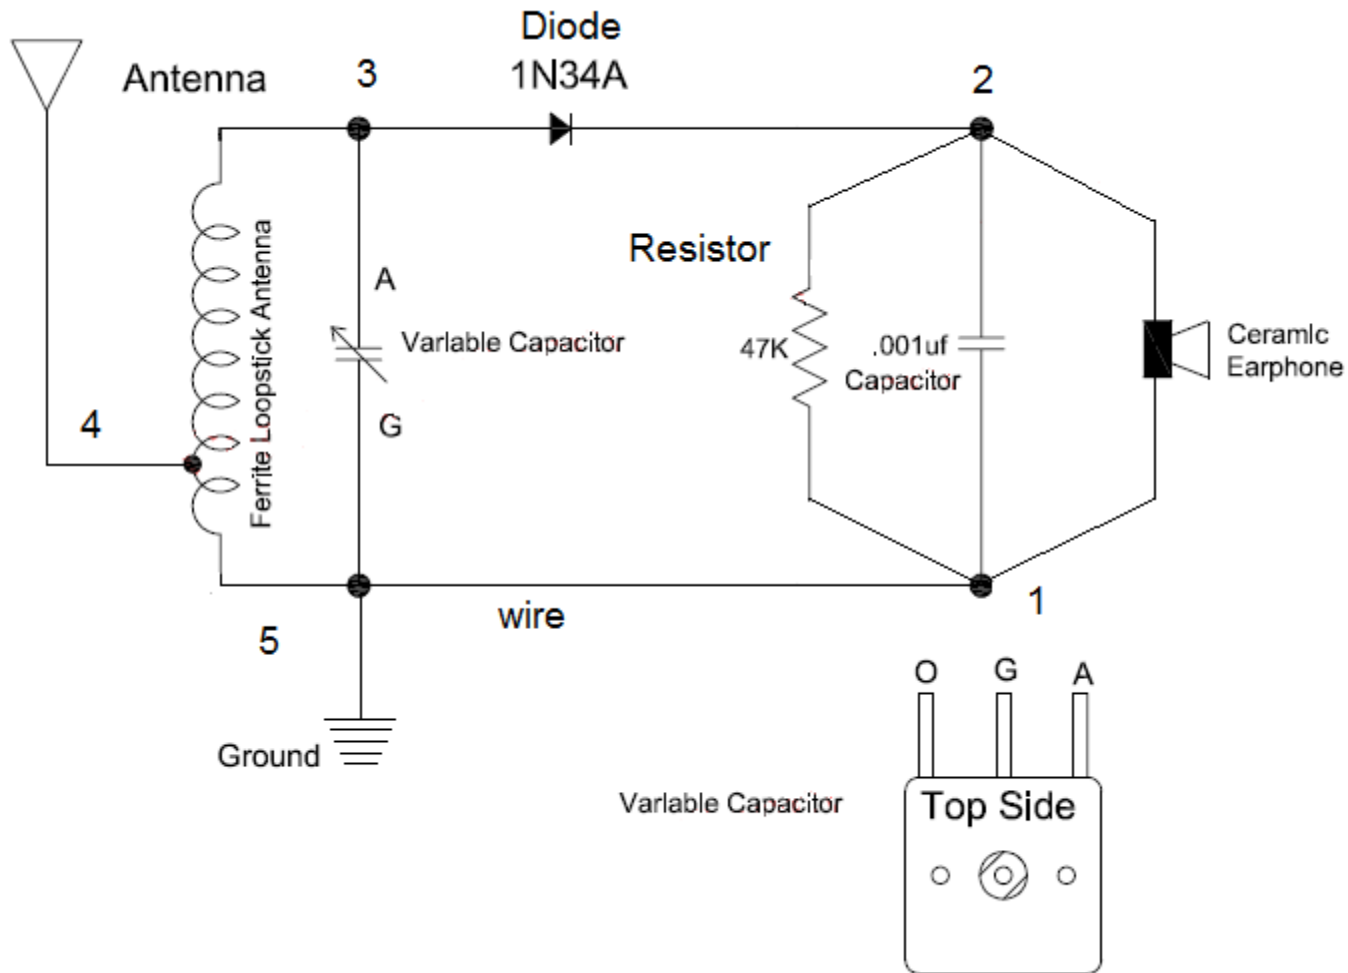 Diode
1N34A
Antenna
3
2
Ferrite Loopstick Antenna
A
Varlable Capacitor
G
Resistor
47K
.001uf
Capacitor
Ceramlc
Earphone
4
5
wire
1
Ground
O G A
Varlable Capacitor
Top Side